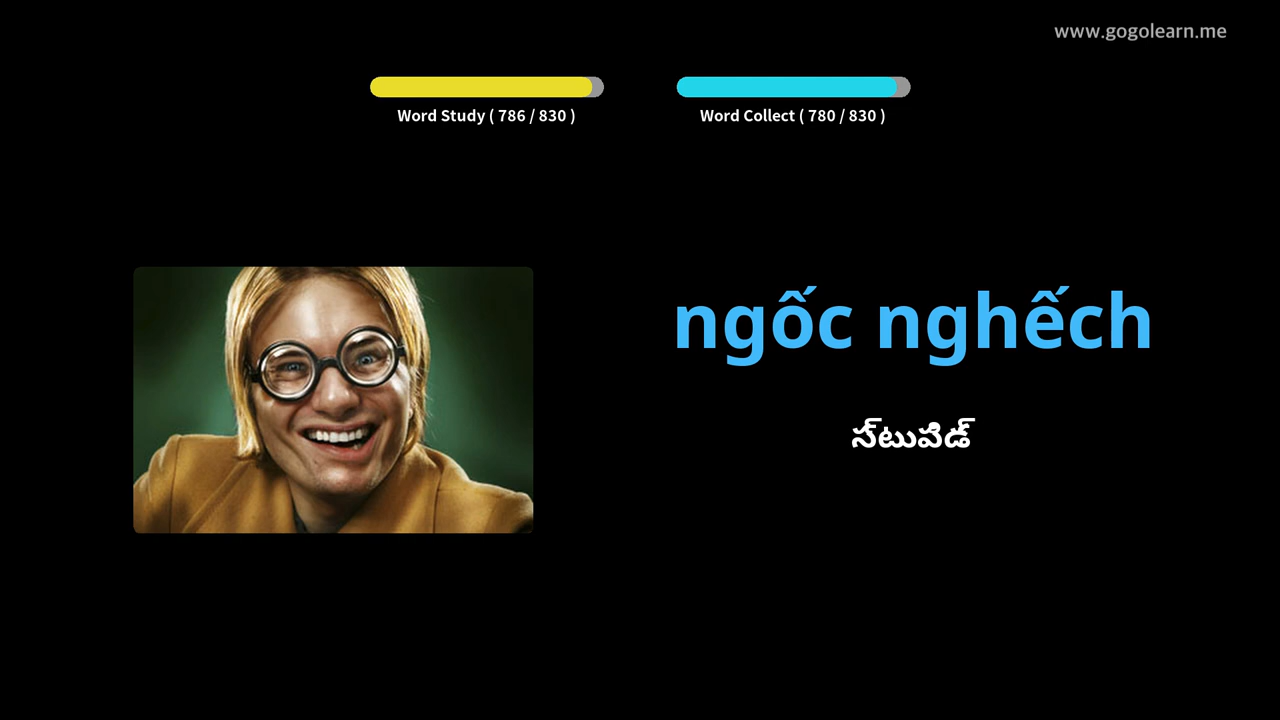 www.gogolearn.me
Word Study ( 786 / 830 )
Word Collect ( 780 / 830 )
ngốc nghếch
స్‌టుపిడ్